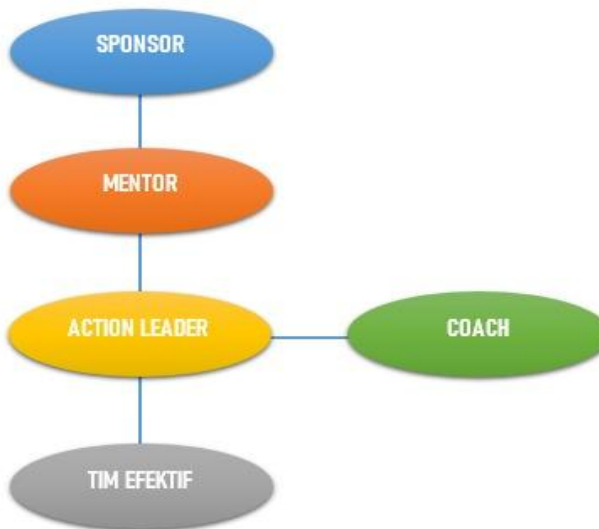 SPONSOR
MENTOR
ACTION LEADER
COACH
TIM EFEKTIF